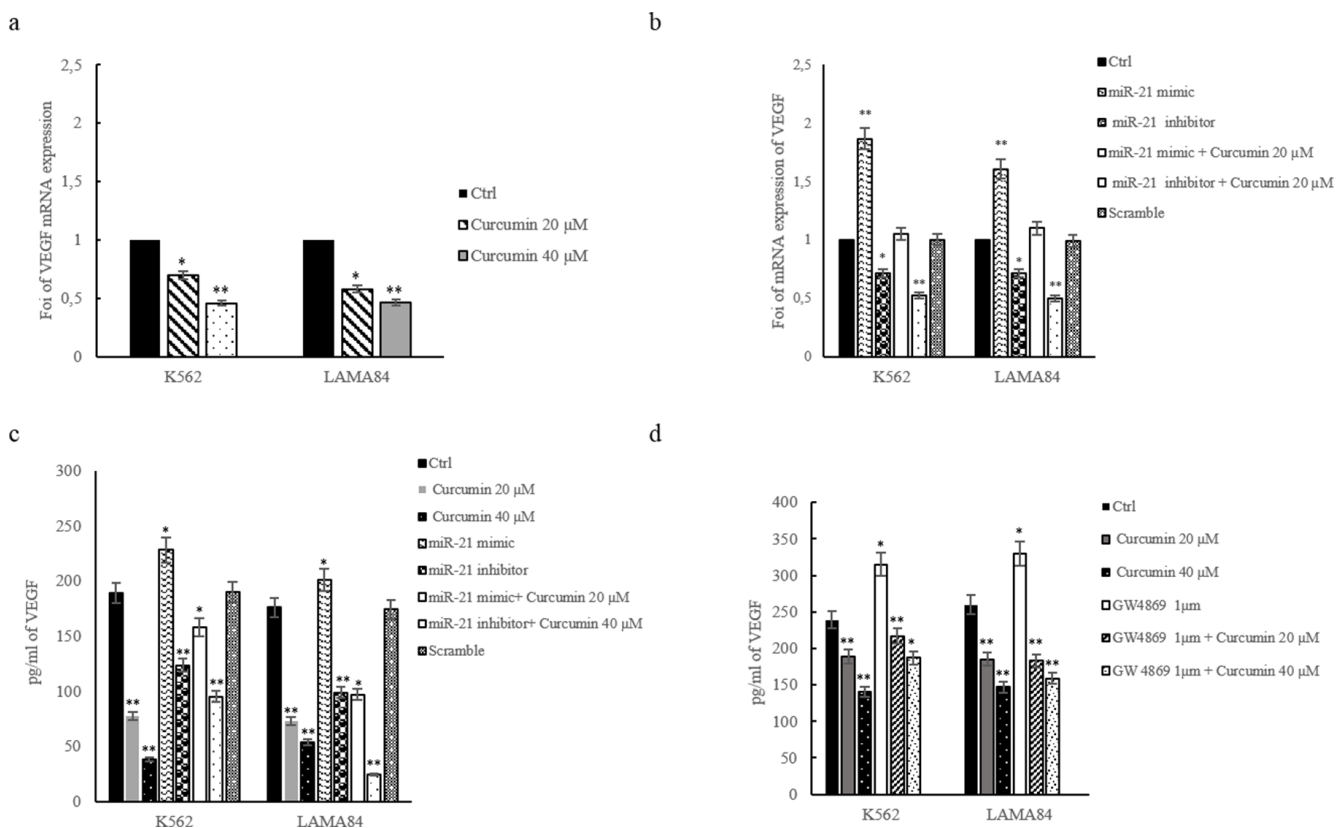 a
2,5
2
1,5
1
0,5
0
Foi of VEGF mRNA expression
*
**
*
**
K562
LAMA84
Ctrl
Curcumin 20 µM
Curcumin 40 µM
b
2,5
2
1,5
1
0,5
0
Foi of mRNA expression of VEGF
**
*
**
**
*
**
K562
LAMA84
Ctrl
miR-21 mimic
miR-21 inhibitor
miR-21 mimic + Curcumin 20 µM
miR-21 inhibitor + Curcumin 20 µM
Scramble
c
300
250
200
150
100
50
0
pg/ml of VEGF
**
**
*
**
*
**
**
**
*
**
*
**
K562
LAMA84
Ctrl
Curcumin 20 µM
Curcumin 40 µM
miR-21 mimic
miR-21 inhibitor
miR-21 mimic+ Curcumin 20 µM
miR-21 inhibitor+ Curcumin 40 µM
Scramble
d
400
350
300
250
200
150
100
50
0
pg/ml of VEGF
**
**
*
**
*
**
**
*
**
**
K562
LAMA84
Ctrl
Curcumin 20 µM
Curcumin 40 µM
GW4869 1µm
GW4869 1µm + Curcumin 20 µM
GW 4869 1µm + Curcumin 40 µM